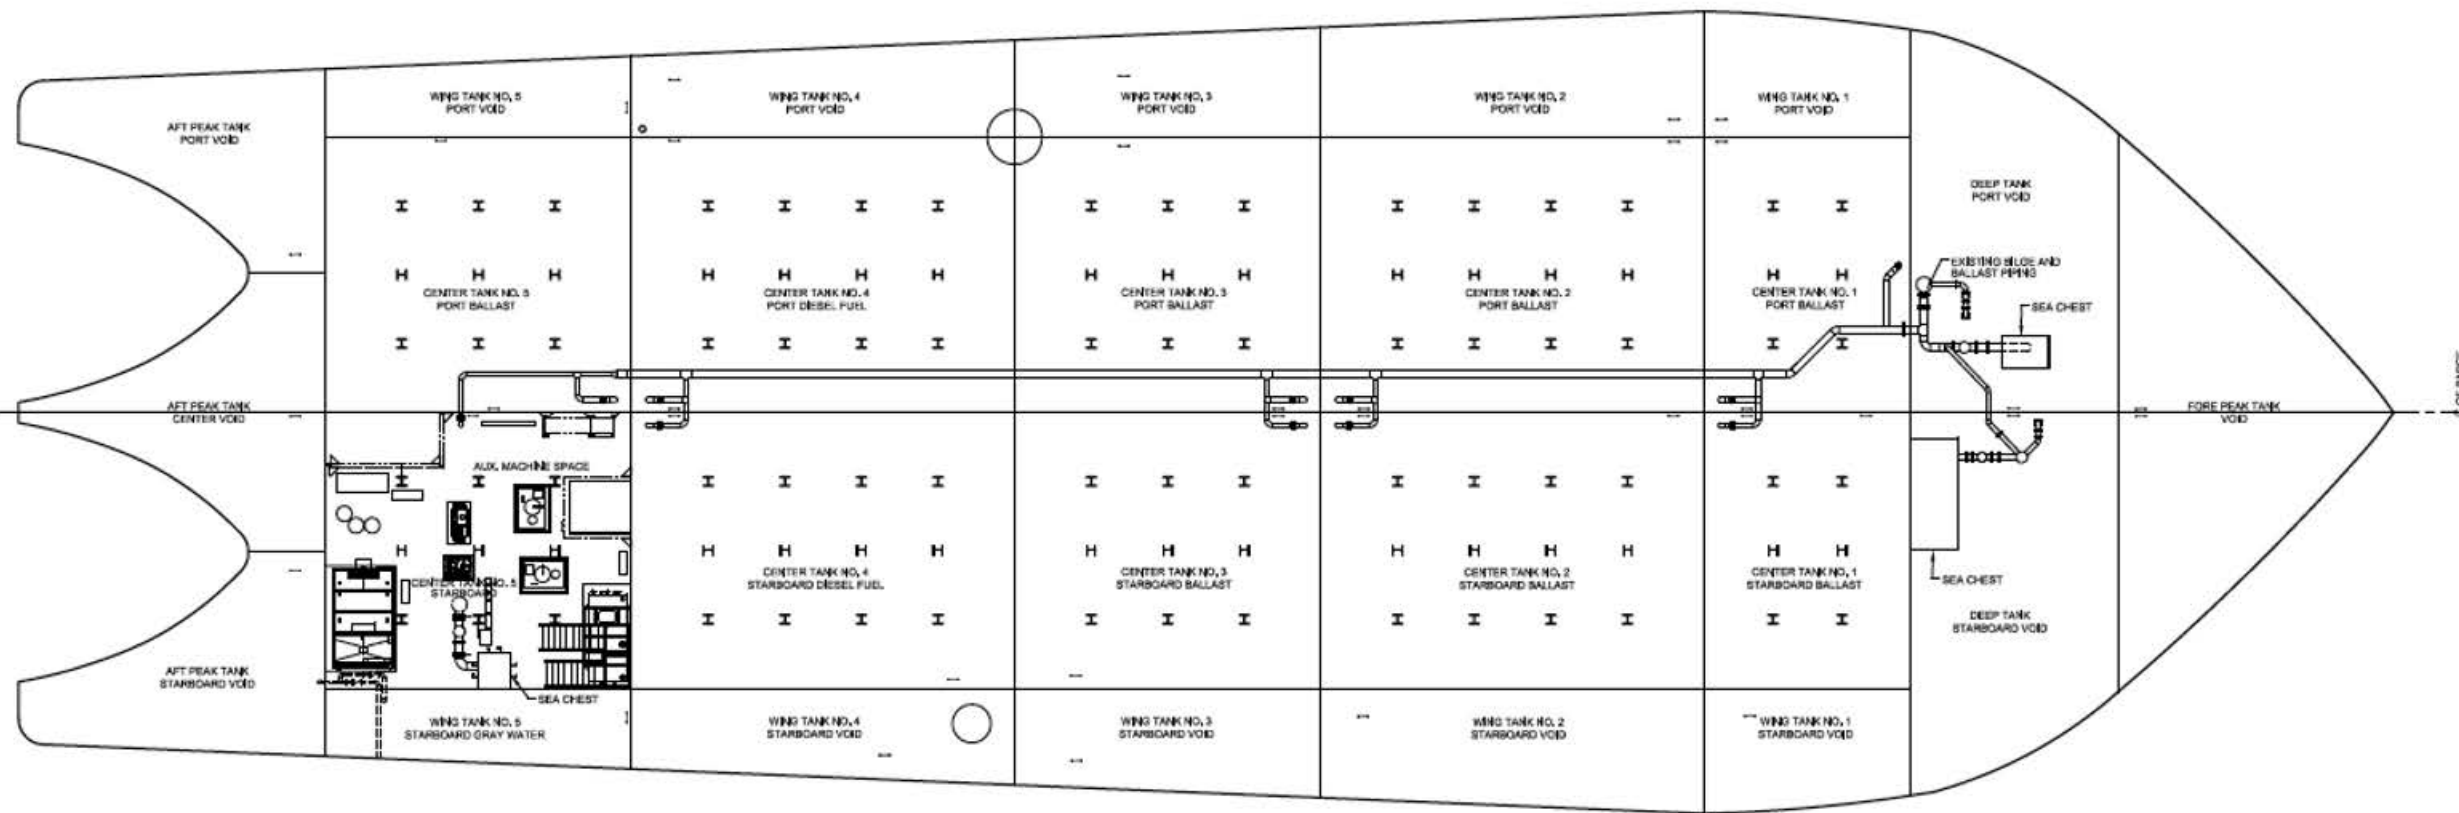 WING TANK NO. 5
PORT VOID
WING TANK NO. 4
PORT VOID
WING TANK NO. 3
PORT VOID
WING TANK NO. 2
PORT VOID
WING TANK NO. 1
PORT VOID
AFT PEAK TANK
PORT VOID
DEEP TANK
PORT VOID
EXISTING BILGE AND
BALLAST PIPING
CENTER TANK NO. 5
PORT BALLAST
CENTER TANK NO. 4
PORT DIESEL FUEL
CENTER TANK NO. 3
PORT BALLAST
CENTER TANK NO. 2
PORT BALLAST
CENTER TANK NO. 1
PORT BALLAST
SEA CHEST
AFT PEAK TANK
CENTER VOID
FORE PEAK TANK
VOID
AUX. MACHINE SPACE
CENTER TANK NO. 5
STARBOARD
CENTER TANK NO. 4
STARBOARD DIESEL FUEL
CENTER TANK NO. 3
STARBOARD BALLAST
CENTER TANK NO. 2
STARBOARD BALLAST
CENTER TANK NO. 1
STARBOARD BALLAST
SEA CHEST
DEEP TANK
STARBOARD VOID
AFT PEAK TANK
STARBOARD VOID
SEA CHEST
WING TANK NO. 5
STARBOARD GRAY WATER
WING TANK NO. 4
STARBOARD VOID
WING TANK NO. 3
STARBOARD VOID
WING TANK NO. 2
STARBOARD VOID
WING TANK NO. 1
STARBOARD VOID